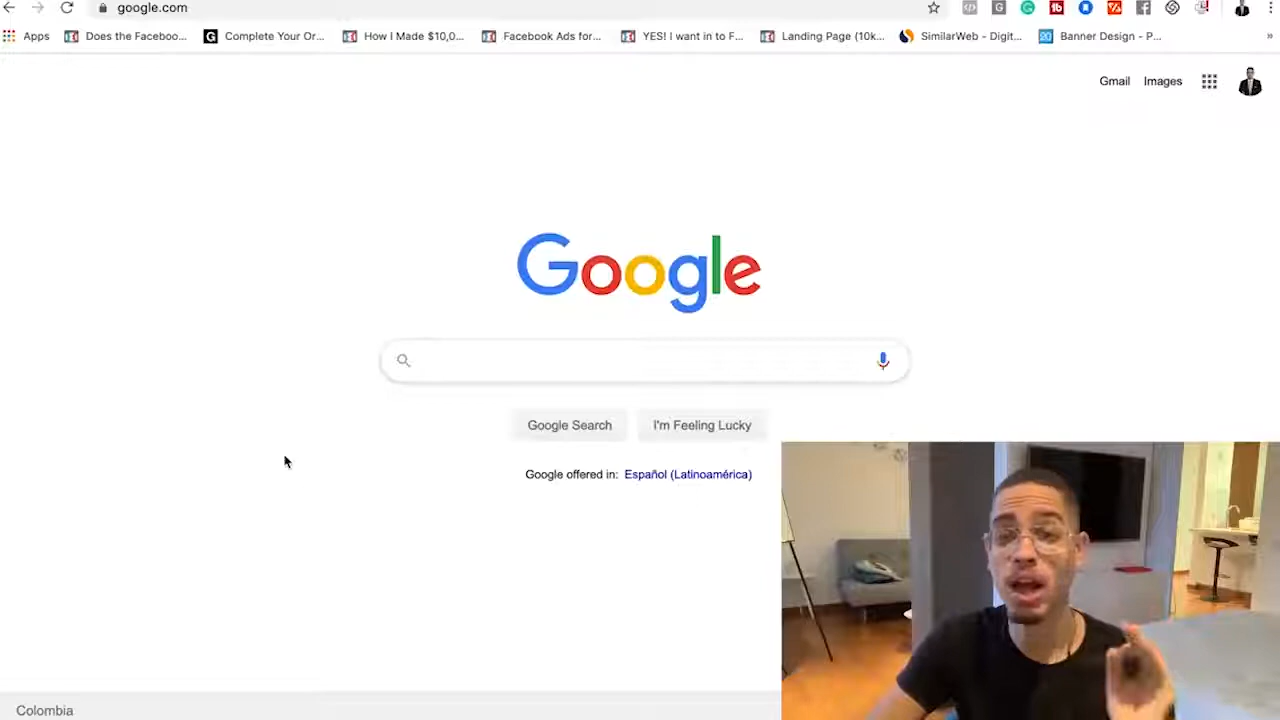 google.com
Apps Does the Faceboo... G Complete Your Or... How I Made $10,0... Facebook Ads for... YES! I want in to F... Landing Page (10k... SimilarWeb - Digit... Banner Design - P... »
Gmail Images
Google
Google Search I'm Feeling Lucky
Google offered in: Español (Latinoamérica)
Colombia